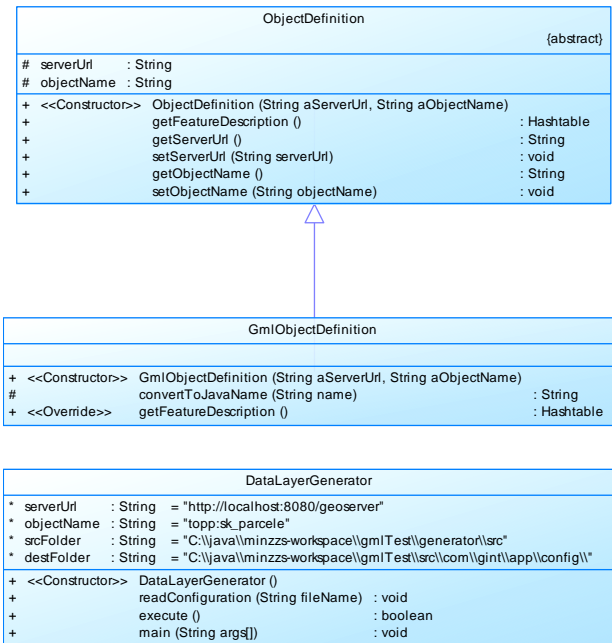 ObjectDefinition
{abstract}
# serverUrl : String
# objectName : String
+ <<Constructor>> ObjectDefinition (String aServerUrl, String aObjectName)
+ getFeatureDescription () : Hashtable
+ getServerUrl () : String
+ setServerUrl (String serverUrl) : void
+ getObjectName () : String
+ setObjectName (String objectName) : void
GmlObjectDefinition
+ <<Constructor>> GmlObjectDefinition (String aServerUrl, String aObjectName)
# convertToJavaName (String name) : String
+ <<Override>> getFeatureDescription () : Hashtable
DataLayerGenerator
* serverUrl : String = "http://localhost:8080/geoserver"
* objectName : String = "topp:sk_parcele"
* srcFolder : String = "C:\\java\\minzzs-workspace\\gmlTest\\generator\\src"
* destFolder : String = "C:\\java\\minzzs-workspace\\gmlTest\\src\\com\\gint\\app\\config\\"
+ <<Constructor>> DataLayerGenerator ()
+ readConfiguration (String fileName) : void
+ execute () : boolean
+ main (String args[]) : void